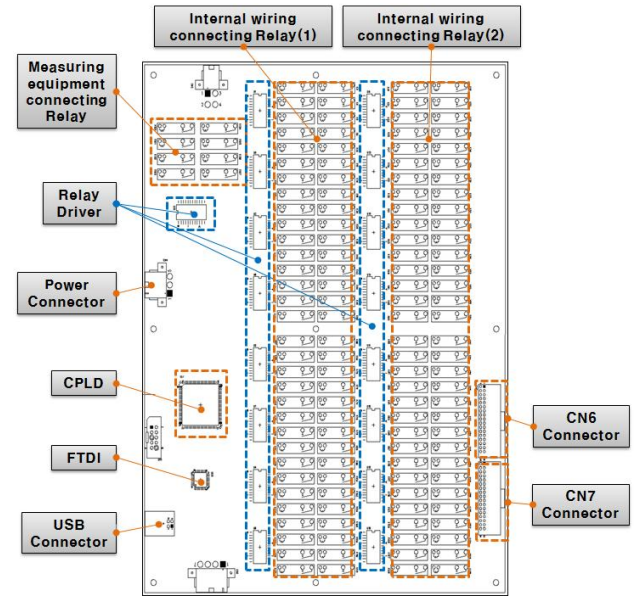 Internal wiring
connecting Relay(1)
Internal wiring
connecting Relay(2)
Measuring
equipment
connecting
Relay
Relay
Driver
Power
Connector
CPLD
FTDI
USB
Connector
CN6
Connector
CN7
Connector